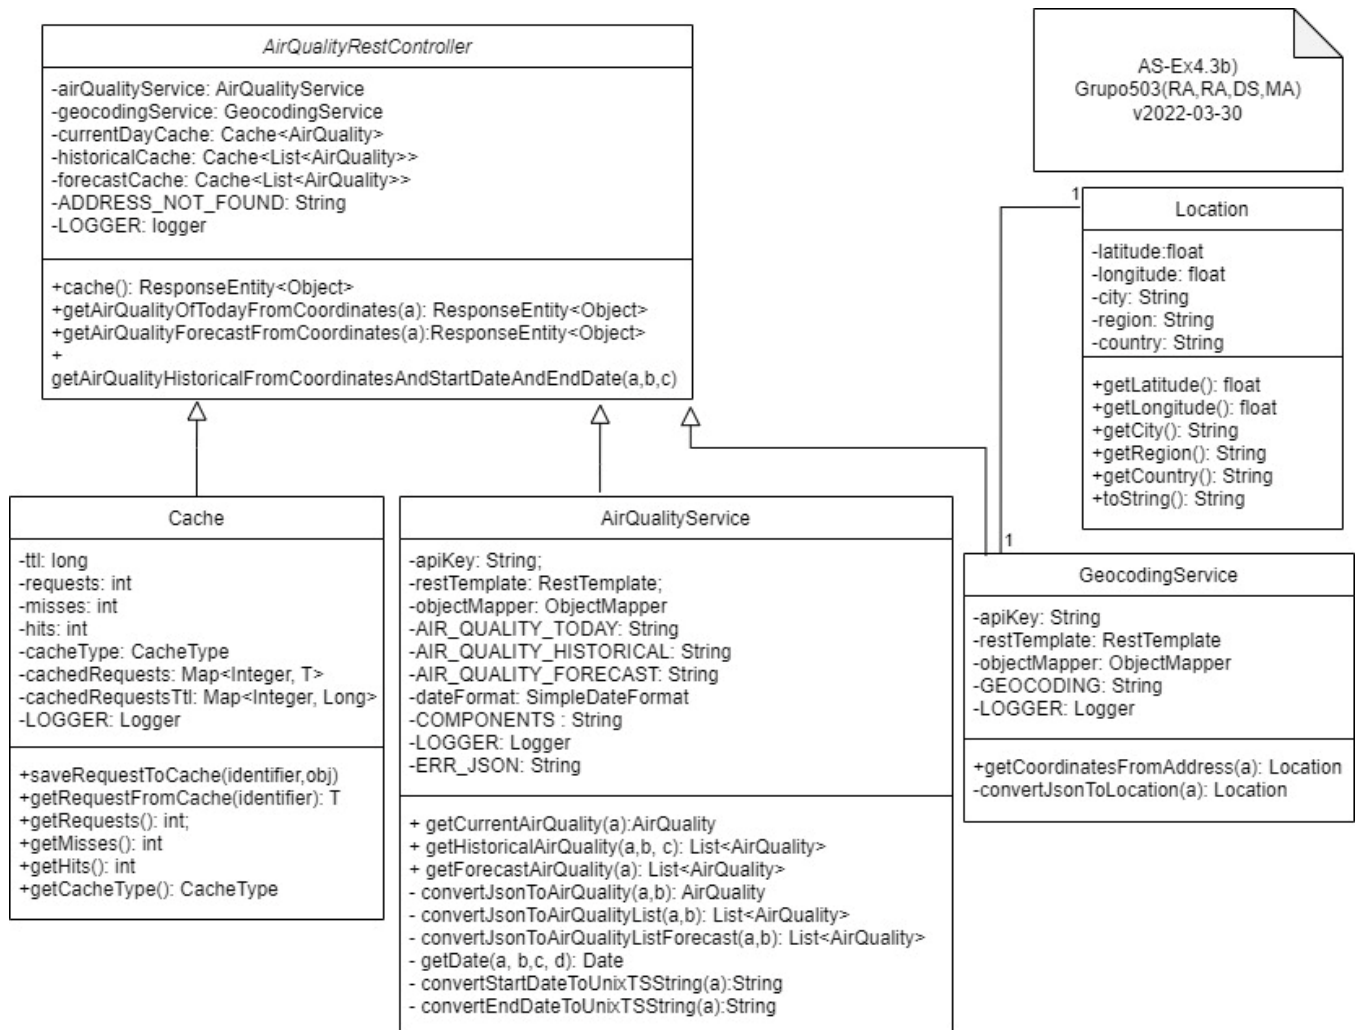 AirQualityRestController
-airQualityService: AirQualityService
-geocodingService: GeocodingService
-currentDayCache: Cache<AirQuality>
-historicalCache: Cache<List<AirQuality>>
-forecastCache: Cache<List<AirQuality>>
-ADDRESS_NOT_FOUND: String
-LOGGER: logger
+cache(): ResponseEntity<Object>
+getAirQualityOfTodayFromCoordinates(a): ResponseEntity<Object>
+getAirQualityForecastFromCoordinates(a):ResponseEntity<Object>
+
getAirQualityHistoricalFromCoordinatesAndStartDateAndEndDate(a,b,c)
AS-Ex4.3b)
Grupo503(RA,RA,DS,MA)
v2022-03-30
1
Location
-latitude:float
-longitude: float
-city: String
-region: String
-country: String
+getLatitude(): float
+getLongitude(): float
+getCity(): String
+getRegion(): String
+getCountry(): String
+toString(): String
Cache
-ttl: long
-requests: int
-misses: int
-hits: int
-cacheType: CacheType
-cachedRequests: Map<Integer, T>
-cachedRequestsTtl: Map<Integer, Long>
-LOGGER: Logger
+saveRequestToCache(identifier,obj)
+getRequestFromCache(identifier): T
+getRequests(): int;
+getMisses(): int
+getHits(): int
+getCacheType(): CacheType
AirQualityService
-apiKey: String;
-restTemplate: RestTemplate;
-objectMapper: ObjectMapper
-AIR_QUALITY_TODAY: String
-AIR_QUALITY_HISTORICAL: String
-AIR_QUALITY_FORECAST: String
-dateFormat: SimpleDateFormat
-COMPONENTS : String
-LOGGER: Logger
-ERR_JSON: String
+ getCurrentAirQuality(a):AirQuality
+ getHistoricalAirQuality(a,b, c): List<AirQuality>
+ getForecastAirQuality(a): List<AirQuality>
- convertJsonToAirQuality(a,b): AirQuality
- convertJsonToAirQualityList(a,b): List<AirQuality>
- convertJsonToAirQualityListForecast(a,b): List<AirQuality>
- getDate(a, b,c, d): Date
- convertStartDateToUnixTSString(a):String
- convertEndDateToUnixTSString(a):String
1
GeocodingService
-apiKey: String
-restTemplate: RestTemplate
-objectMapper: ObjectMapper
-GEOCODING: String
-LOGGER: Logger
+getCoordinatesFromAddress(a): Location
-convertJsonToLocation(a): Location